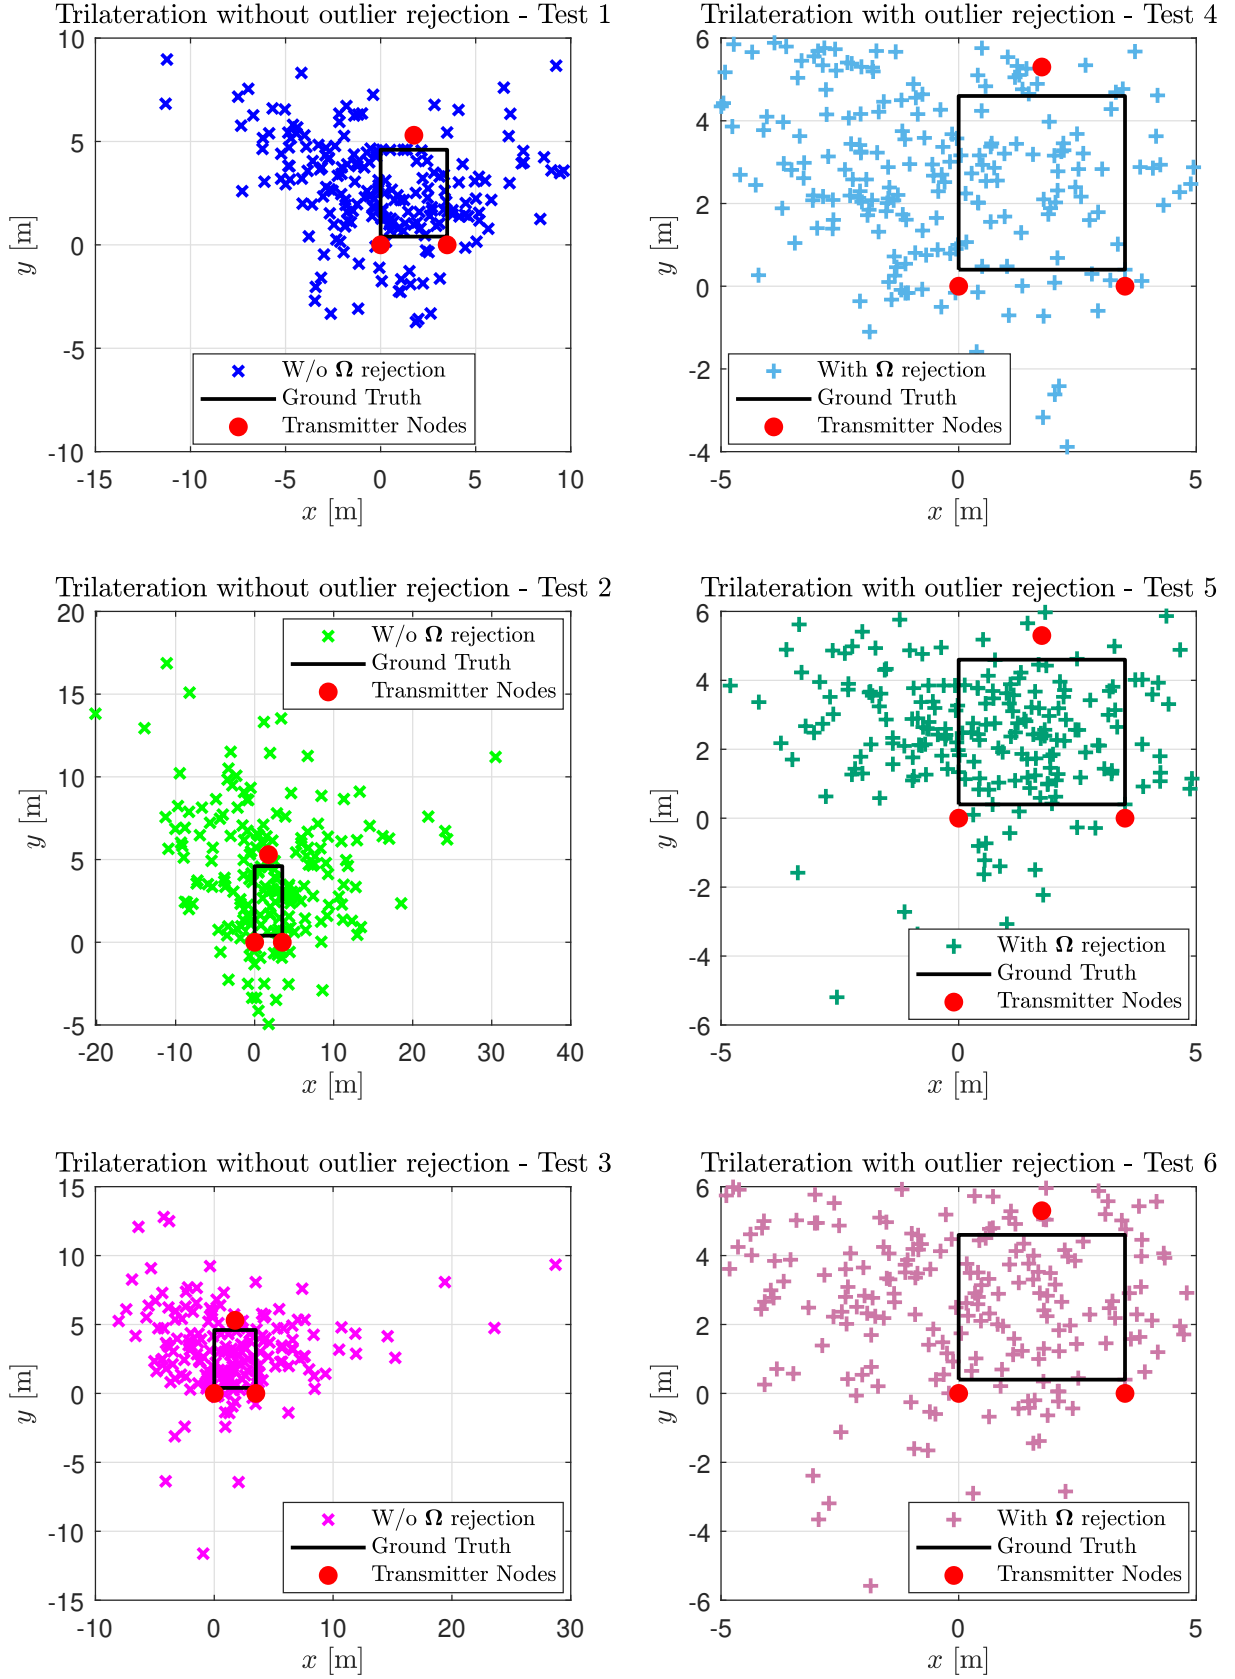 Trilateration without outlier rejection - Test 1
10
5
0
-5
-10
y [m]
-15
-10
-5
0
5
10
x [m]
W/o Ω rejection
Ground Truth
Transmitter Nodes
Trilateration with outlier rejection - Test 4
6
4
2
0
-2
-4
y [m]
-5
0
5
x [m]
With Ω rejection
Ground Truth
Transmitter Nodes
Trilateration without outlier rejection - Test 2
20
15
10
5
0
-5
y [m]
-20
-10
0
10
20
30
40
x [m]
W/o Ω rejection
Ground Truth
Transmitter Nodes
Trilateration with outlier rejection - Test 5
6
4
2
0
-2
-4
-6
y [m]
-5
0
5
x [m]
With Ω rejection
Ground Truth
Transmitter Nodes
Trilateration without outlier rejection - Test 3
15
10
5
0
-5
-10
-15
y [m]
-10
0
10
20
30
x [m]
W/o Ω rejection
Ground Truth
Transmitter Nodes
Trilateration with outlier rejection - Test 6
6
4
2
0
-2
-4
-6
y [m]
-5
0
5
x [m]
With Ω rejection
Ground Truth
Transmitter Nodes